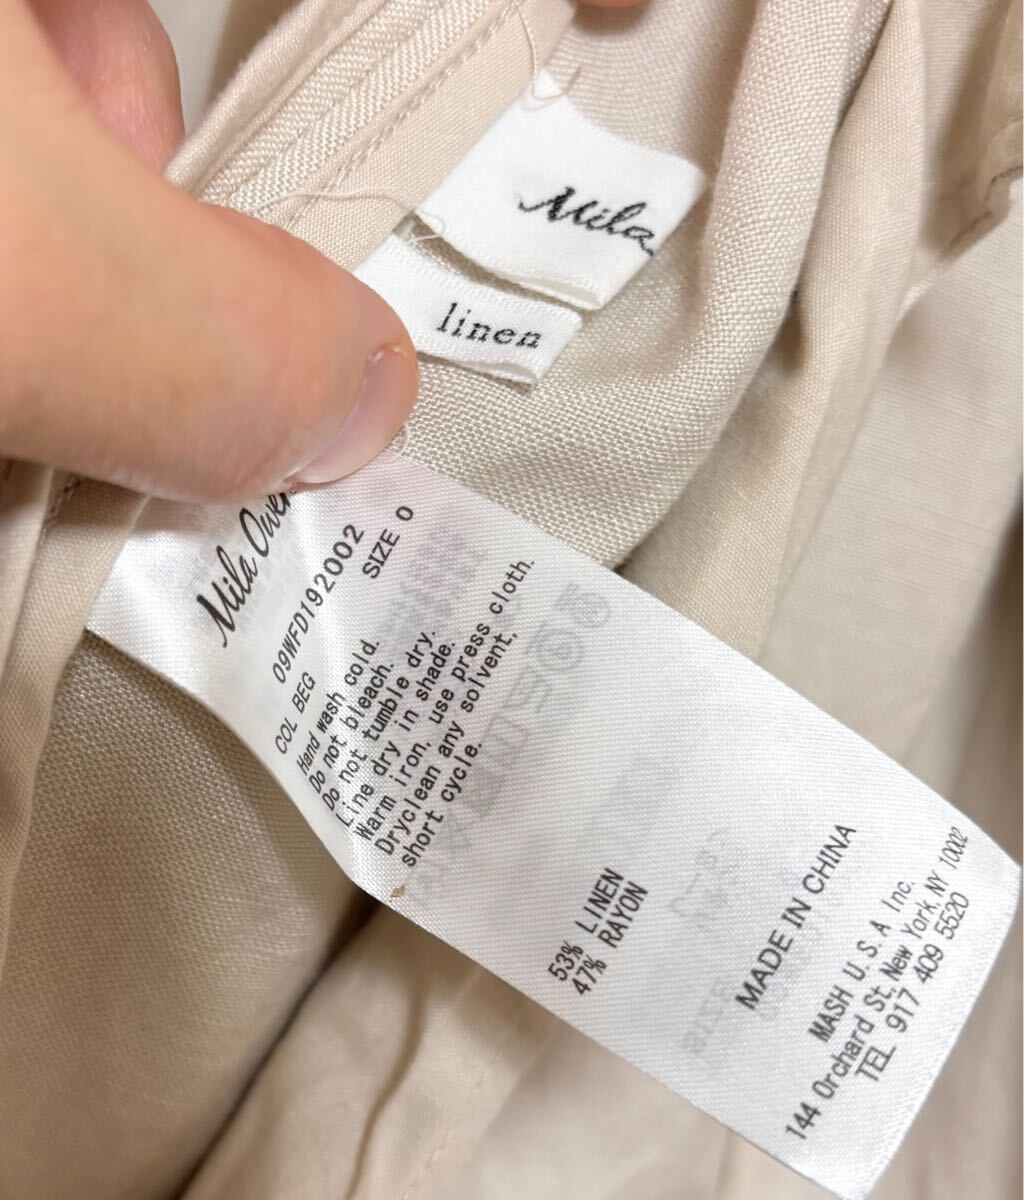 Mila
linen
Mila Owen
09WFD192002
SIZE 0
COL BEG
Hand wash cold.
Do not bleach.
Do not tumble dry.
Line dry in shade.
Warm iron, use press cloth.
Dryclean any solvent,
short cycle.
53% LINEN
47% RAYON
MADE IN CHINA
MASH U.S.A Inc.
144 Orchard St, New York, NY 10002
TEL 917 409 5520